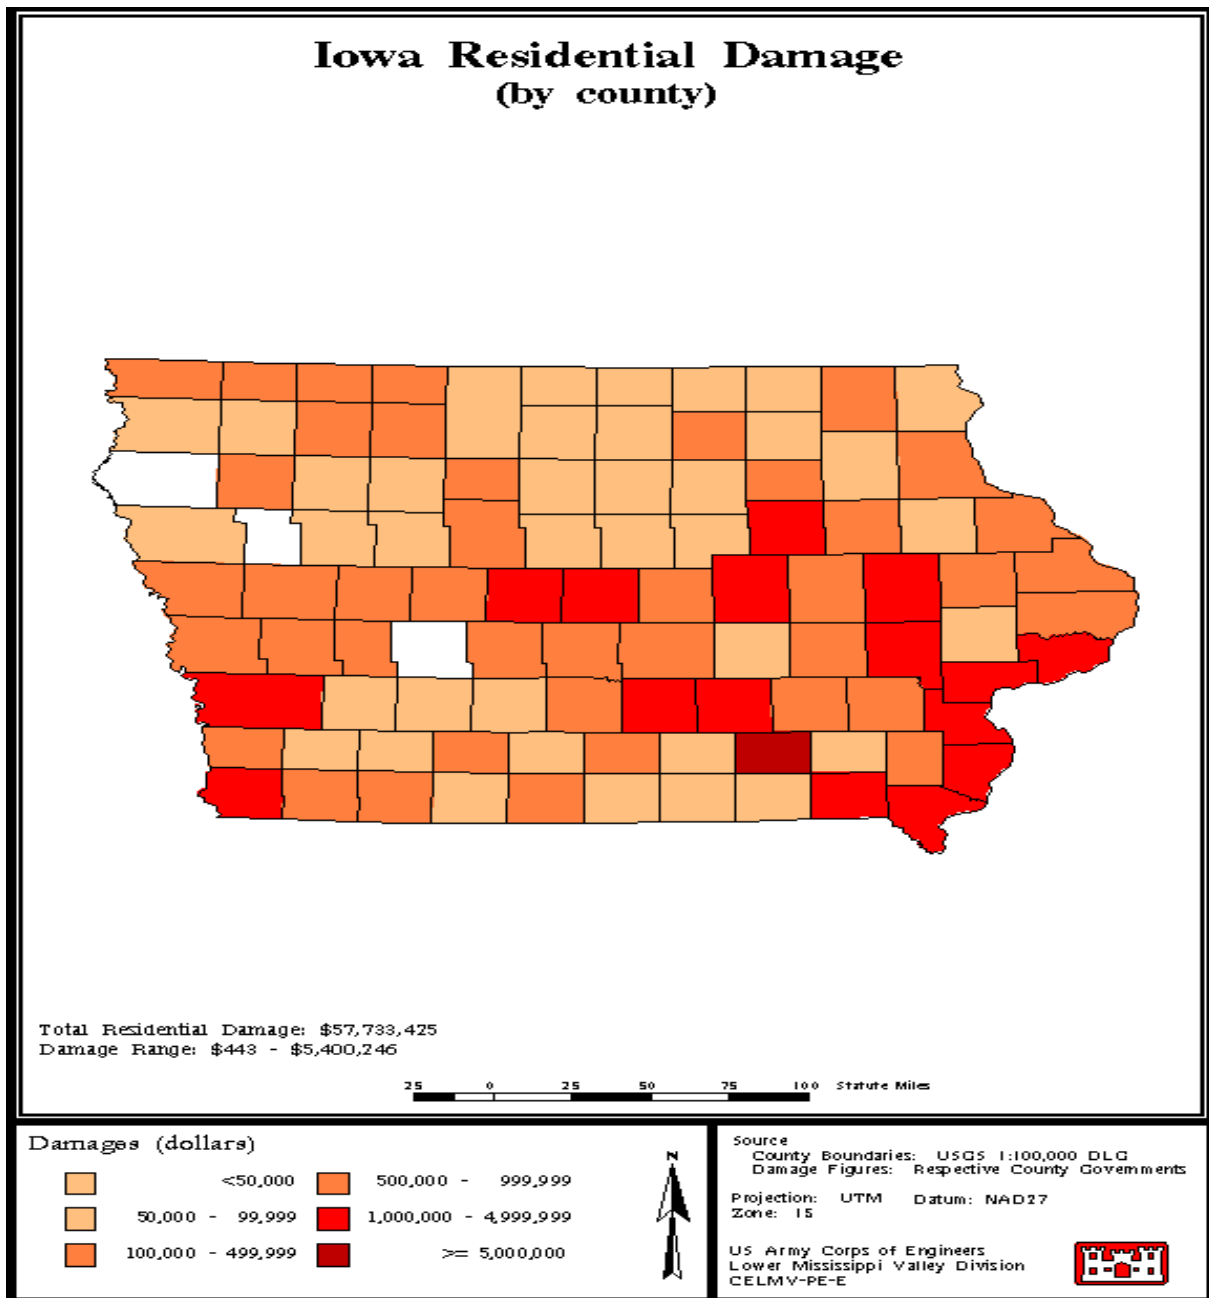 Iowa Residential Damage
(by county)
Total Residential Damage: $57,733,425
Damage Range: $443 - $5,400,246
25 0 25 50 75 100 Statute Miles
Damages (dollars)
<50,000
50,000 - 99,999
100,000 - 499,999
500,000 - 999,999
1,000,000 - 4,999,999
>= 5,000,000
N
Source
County Boundaries: USGS 1:100,000 DLG
Damage Figures: Respective County Governments
Projection: UTM Datum: NAD27
Zone: 15
US Army Corps of Engineers
Lower Mississippi Valley Division
CELMV-PE-E